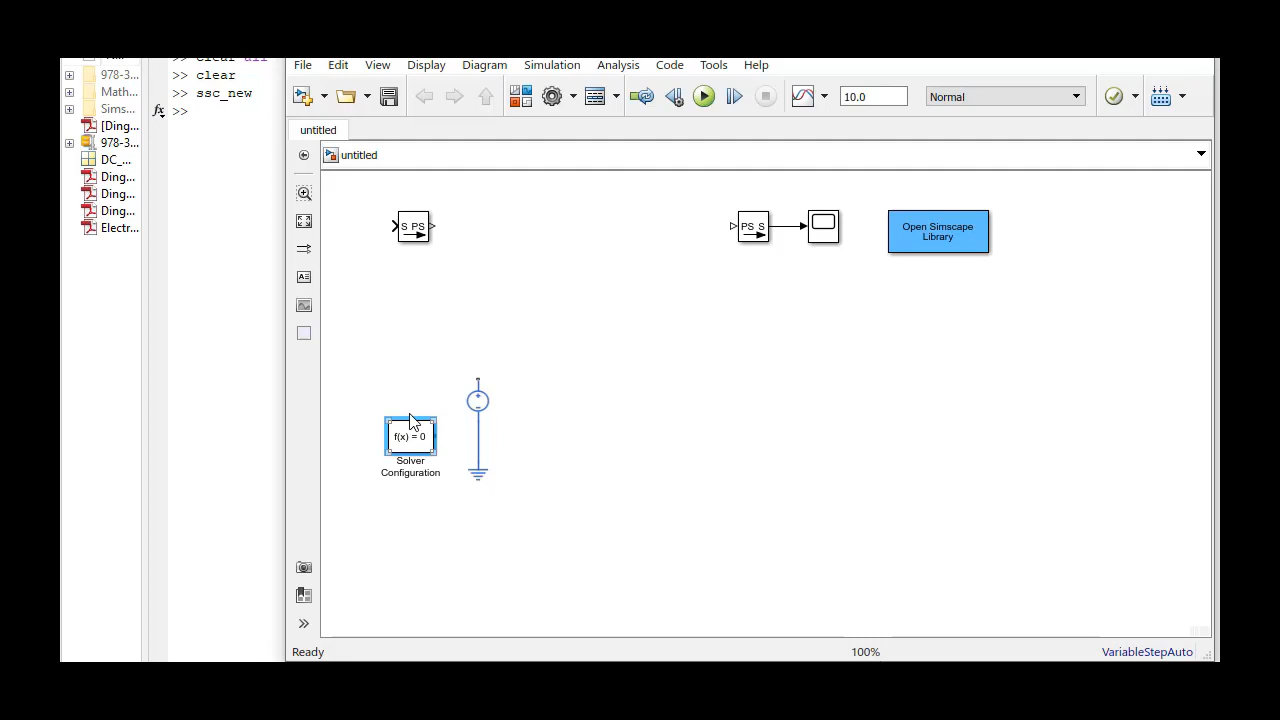 >> clear all
>> clear
>> ssc_new
fx >>
978-3...
Math...
Sims...
[Ding...
978-3...
DC_...
Ding...
Ding...
Ding...
Electr...
File Edit View Display Diagram Simulation Analysis Code Tools Help
10.0
Normal
untitled
untitled
S PS
PS S
Open Simscape
Library
f(x) = 0
Solver
Configuration
Ready
100%
VariableStepAuto